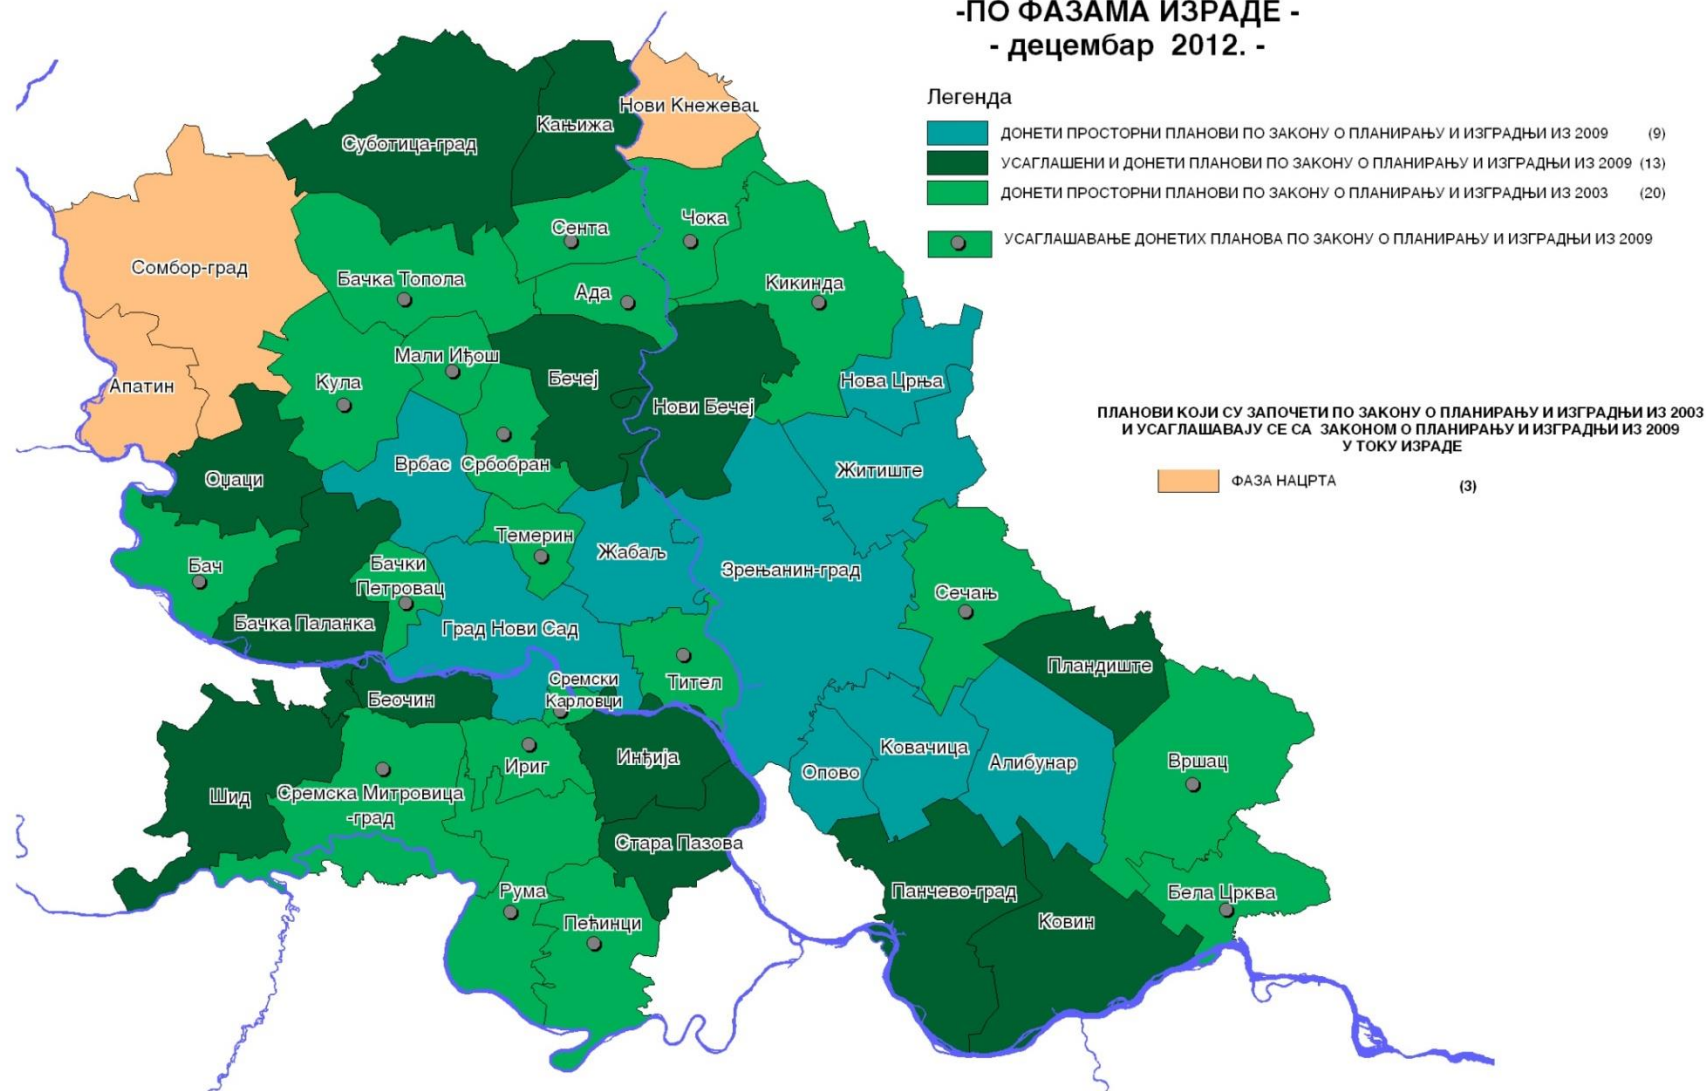 -ПО ФАЗАМА ИЗРАДЕ -
- децембар 2012. -
Легенда
ДОНЕТИ ПРОСТОРНИ ПЛАНОВИ ПО ЗАКОНУ О ПЛАНИРАЊУ И ИЗГРАДЊИ ИЗ 2009 (9)
УСАГЛАШЕНИ И ДОНЕТИ ПЛАНОВИ ПО ЗАКОНУ О ПЛАНИРАЊУ И ИЗГРАДЊИ ИЗ 2009 (13)
ДОНЕТИ ПРОСТОРНИ ПЛАНОВИ ПО ЗАКОНУ О ПЛАНИРАЊУ И ИЗГРАДЊИ ИЗ 2003 (20)
УСАГЛАШАВАЊЕ ДОНЕТИХ ПЛАНОВА ПО ЗАКОНУ О ПЛАНИРАЊУ И ИЗГРАДЊИ ИЗ 2009
ПЛАНОВИ КОЈИ СУ ЗАПОЧЕТИ ПО ЗАКОНУ О ПЛАНИРАЊУ И ИЗГРАДЊИ ИЗ 2003
И УСАГЛАШАВАЈУ СЕ СА ЗАКОНОМ О ПЛАНИРАЊУ И ИЗГРАДЊИ ИЗ 2009
У ТОКУ ИЗРАДЕ
ФАЗА НАЦРТА (3)
Нови Кнежевац
Кањижа
Суботица-град
Чока
Сента
Сомбор-град
Бачка Топола
Ада
Кикинда
Мали Иђош
Бечеј
Нова Црња
Апатин
Кула
Нови Бечеј
Врбас
Србобран
Житиште
Оџаци
Темерин
Жабаљ
Бач
Бачки
Петровац
Зрењанин-град
Сечањ
Бачка Паланка
Град Нови Сад
Пландиште
Сремски
Карловци
Тител
Беочин
Ковачица
Инђија
Ириг
Опово
Алибунар
Вршац
Шид
Сремска Митровица
-град
Стара Пазова
Рума
Панчево-град
Бела Црква
Пећинци
Ковин